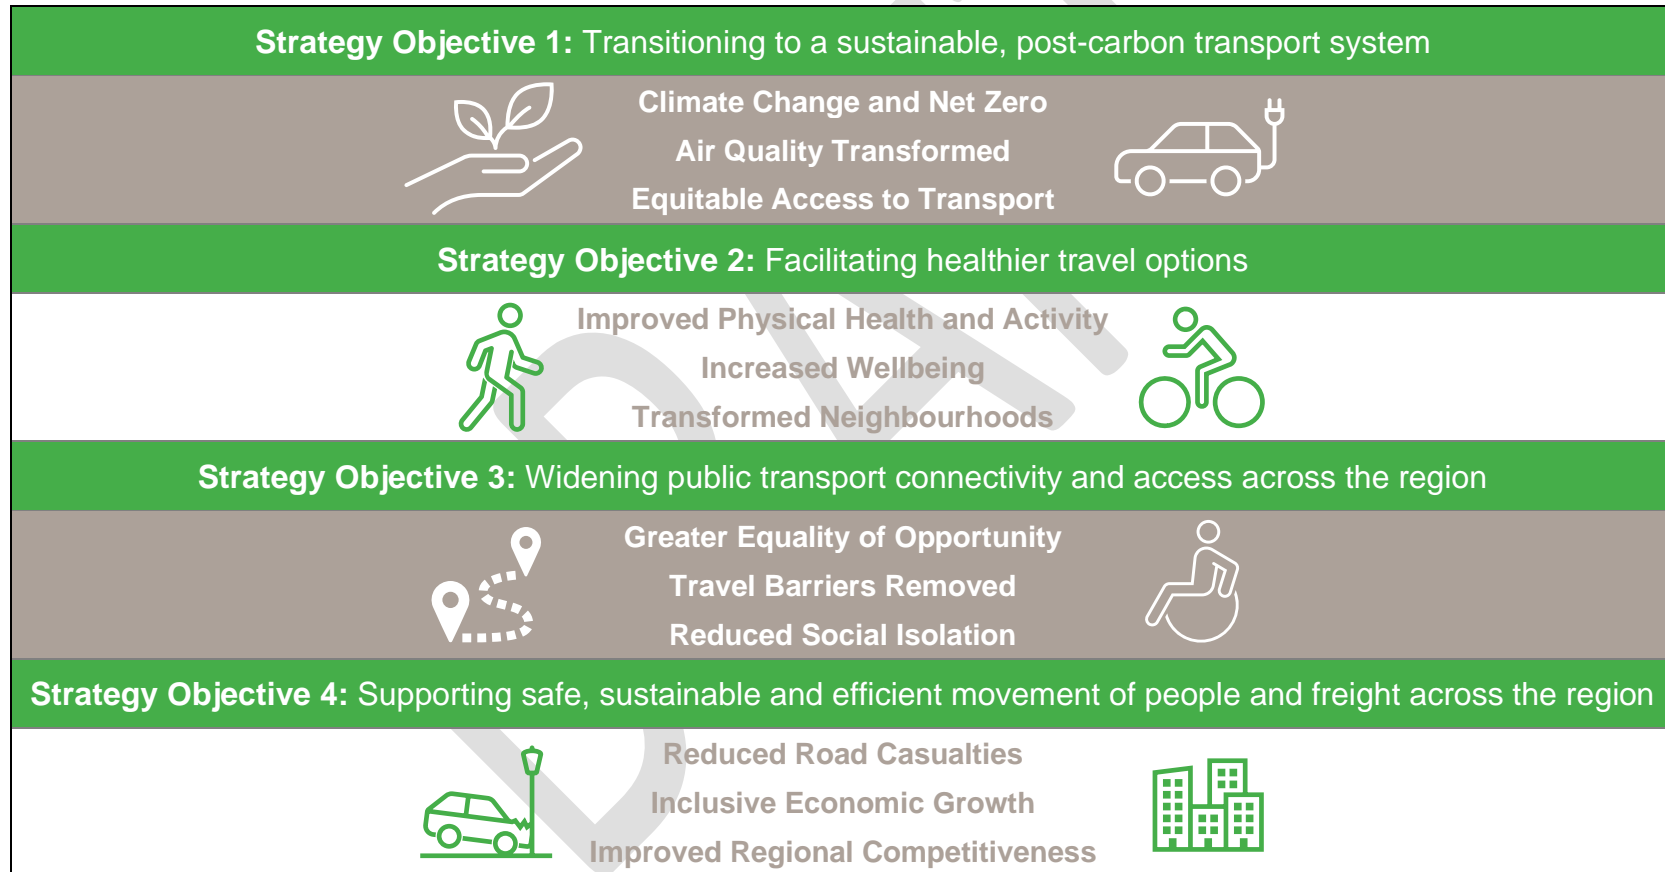 Strategy Objective 1: Transitioning to a sustainable, post-carbon transport system
Climate Change and Net Zero
Air Quality Transformed
Equitable Access to Transport
Strategy Objective 2: Facilitating healthier travel options
Improved Physical Health and Activity
Increased Wellbeing
Transformed Neighbourhoods
Strategy Objective 3: Widening public transport connectivity and access across the region
Greater Equality of Opportunity
Travel Barriers Removed
Reduced Social Isolation
Strategy Objective 4: Supporting safe, sustainable and efficient movement of people and freight across the region
Reduced Road Casualties
Inclusive Economic Growth
Improved Regional Competitiveness